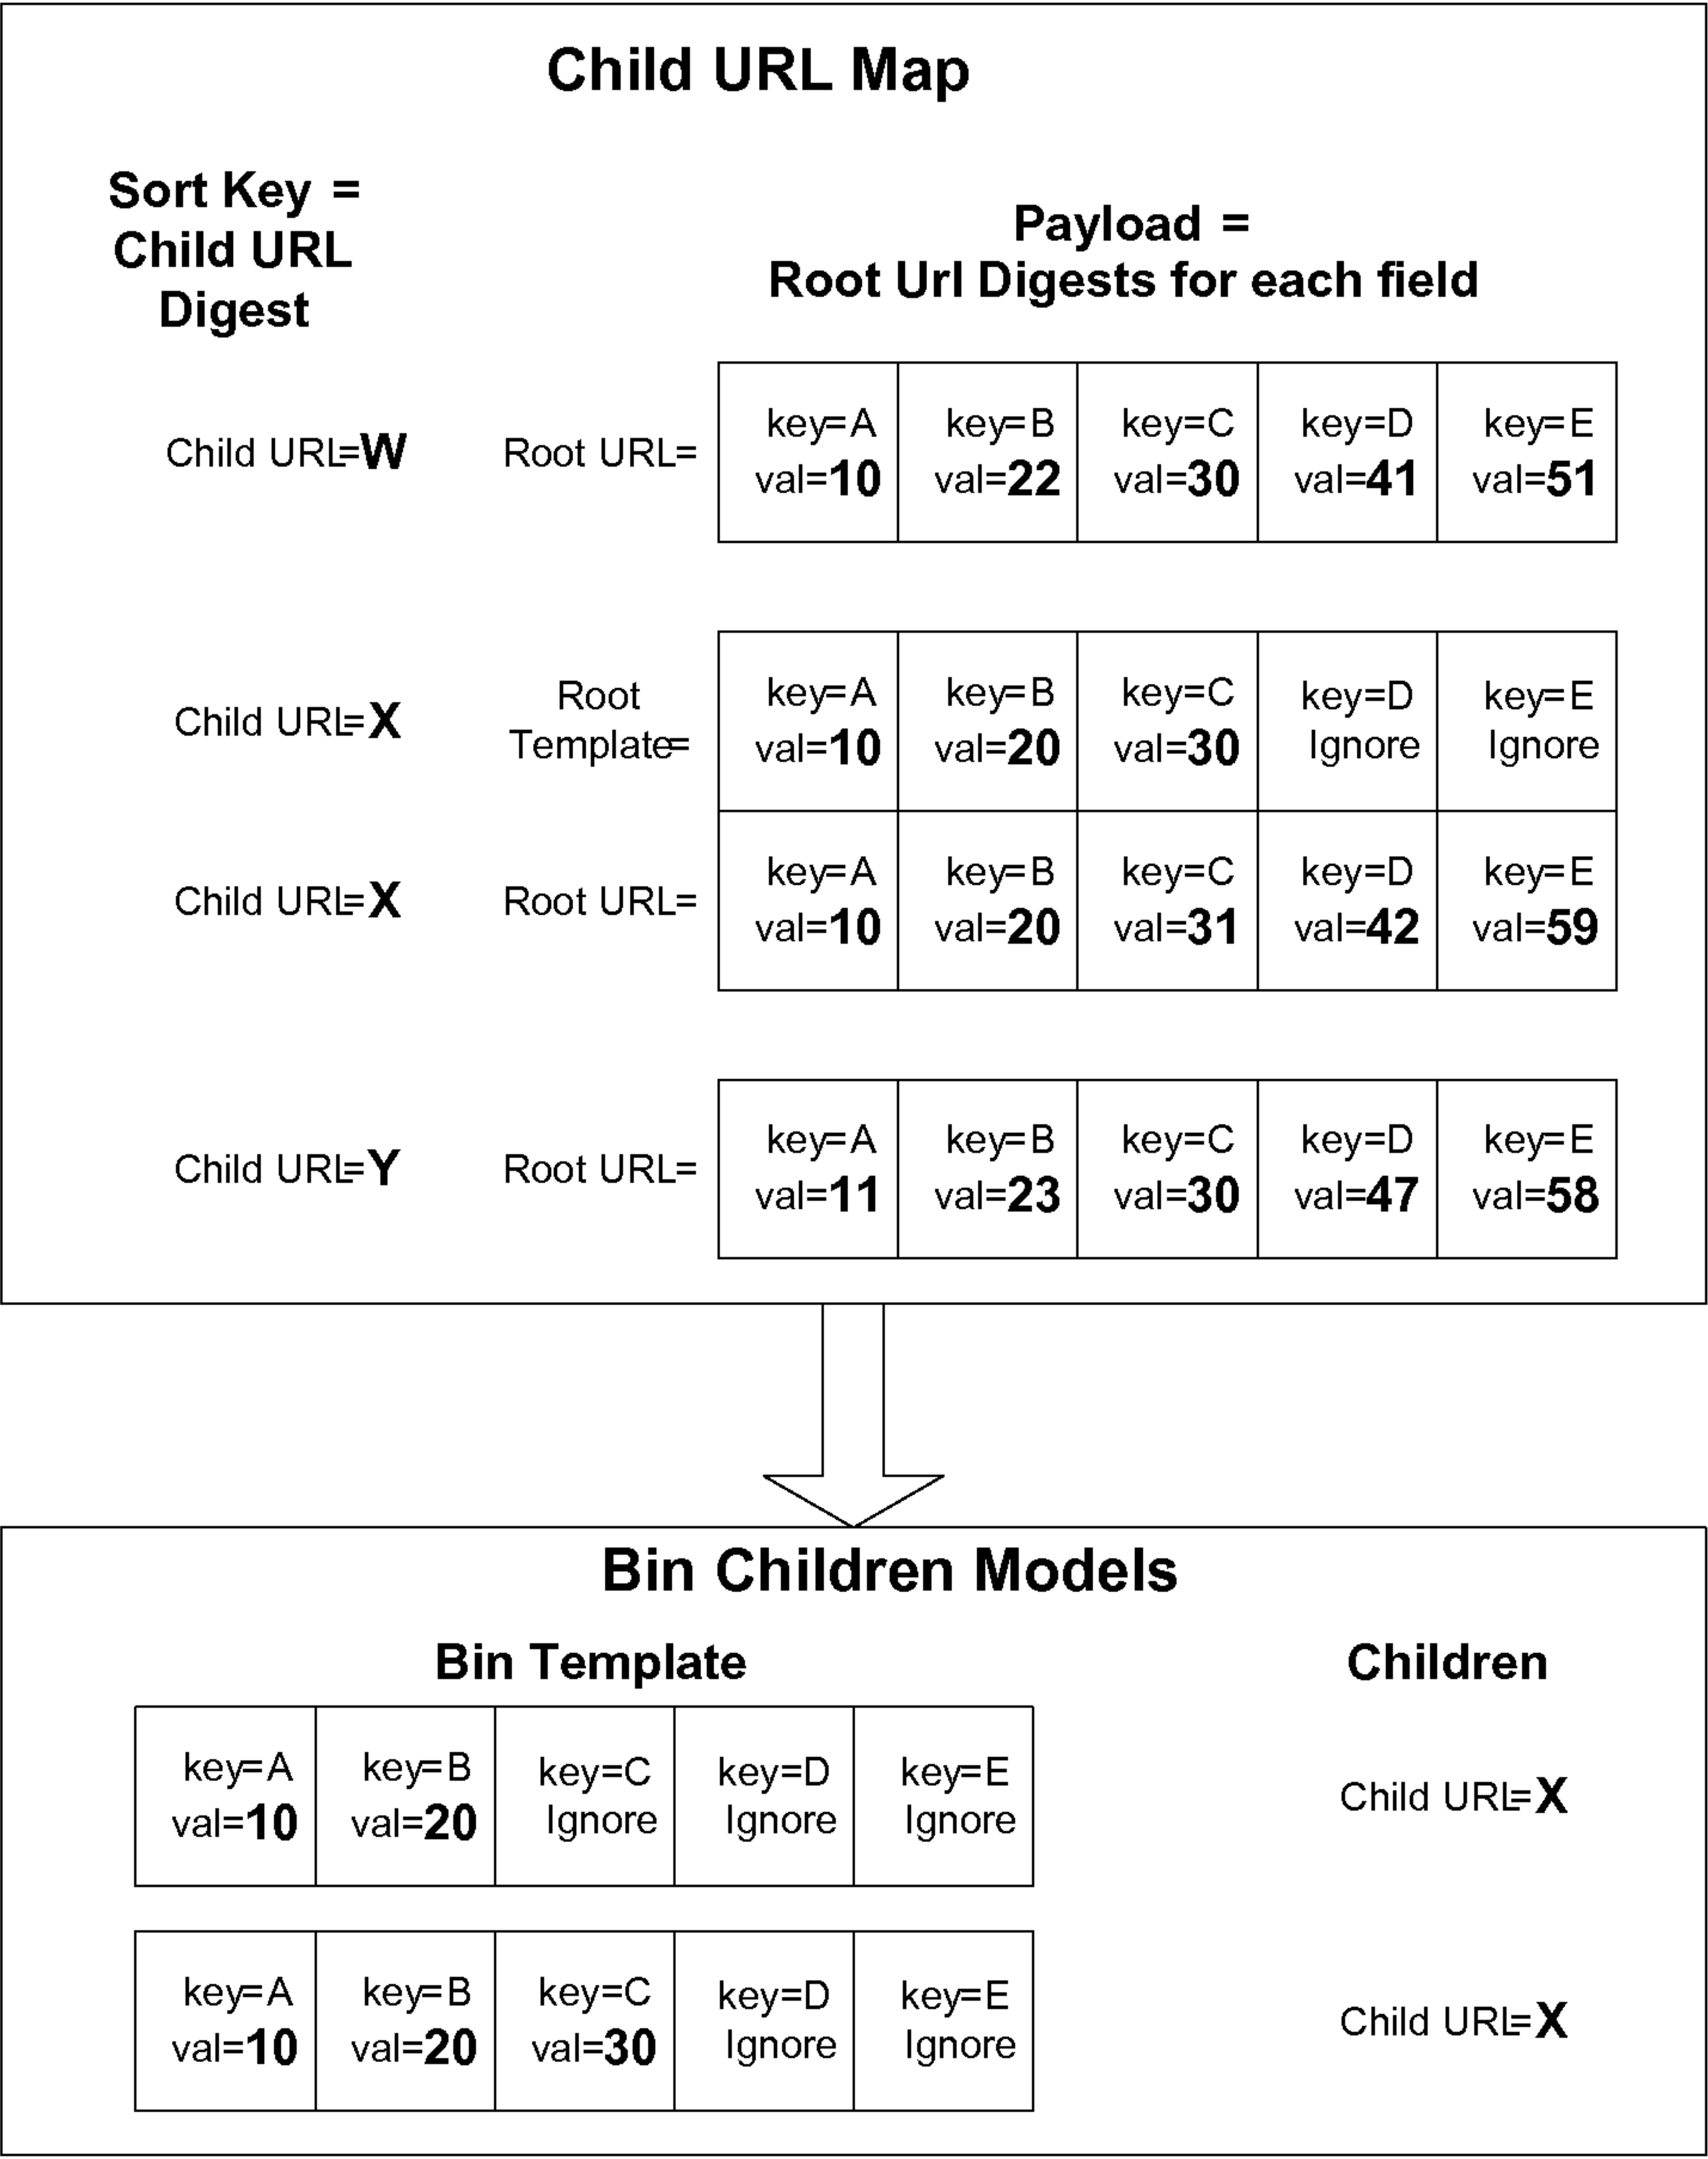 Child URL Map
Sort Key =
Child URL
Digest
Payload =
Root Url Digests for each field
Child URL=W Root URL=
key=A key=B key=C key=D key=E
val=10 val=22 val=30 val=41 val=51
Child URL=X Root
Template=
key=A key=B key=C key=D key=E
val=10 val=20 val=30 Ignore Ignore
Child URL=X Root URL=
key=A key=B key=C key=D key=E
val=10 val=20 val=31 val=42 val=59
Child URL=Y Root URL=
key=A key=B key=C key=D key=E
val=11 val=23 val=30 val=47 val=58
Bin Children Models
Bin Template Children
key=A key=B key=C key=D key=E
val=10 val=20 Ignore Ignore Ignore
Child URL=X
key=A key=B key=C key=D key=E
val=10 val=20 val=30 Ignore Ignore
Child URL=X